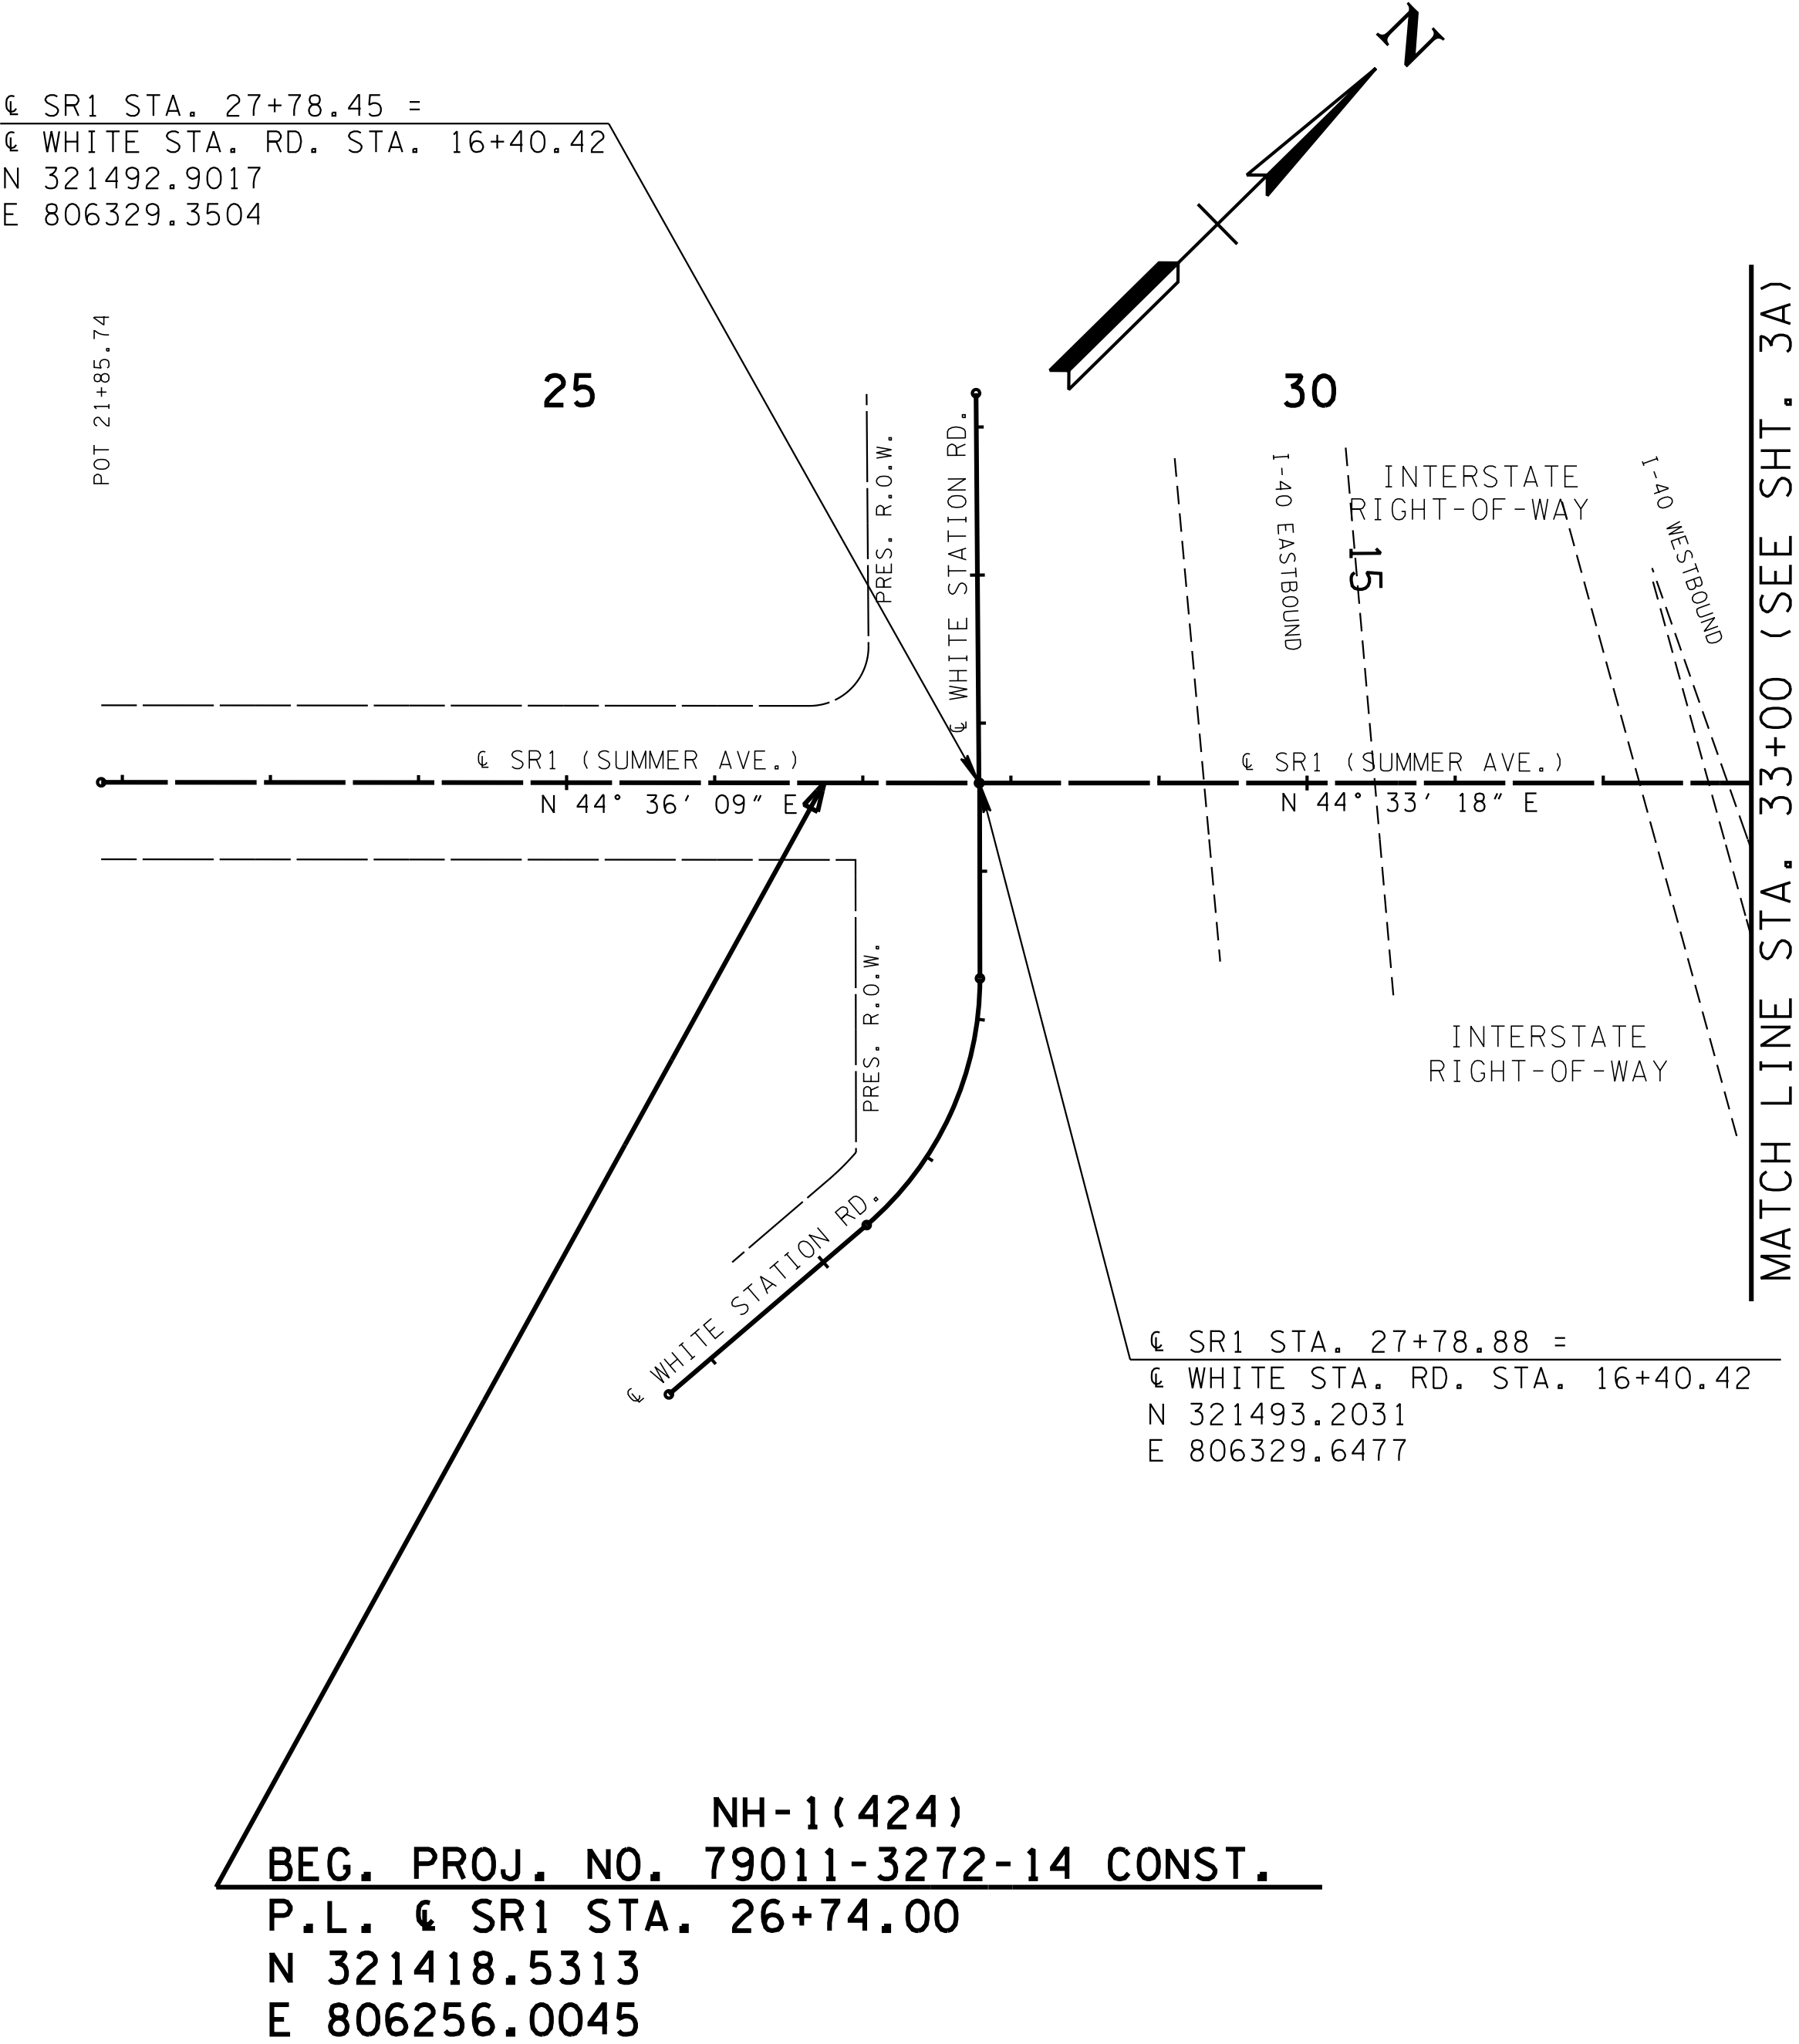 N
℄ SR1 STA. 27+78.45 =
℄ WHITE STA. RD. STA. 16+40.42
N 321492.9017
E 806329.3504
POT 21+85.74
25
30
PRES. R.O.W.
℄ WHITE STATION RD.
I-40 EASTBOUND
INTERSTATE
RIGHT-OF-WAY
15
I-40 WESTBOUND
MATCH LINE STA. 33+00 (SEE SHT. 3A)
℄ SR1 (SUMMER AVE.)
N 44° 36' 09" E
℄ SR1 (SUMMER AVE.)
N 44° 33' 18" E
PRES. R.O.W.
INTERSTATE
RIGHT-OF-WAY
℄ WHITE STATION RD.
℄ SR1 STA. 27+78.88 =
℄ WHITE STA. RD. STA. 16+40.42
N 321493.2031
E 806329.6477
NH-1(424)
BEG. PROJ. NO. 79011-3272-14 CONST.
P.L. ℄ SR1 STA. 26+74.00
N 321418.5313
E 806256.0045